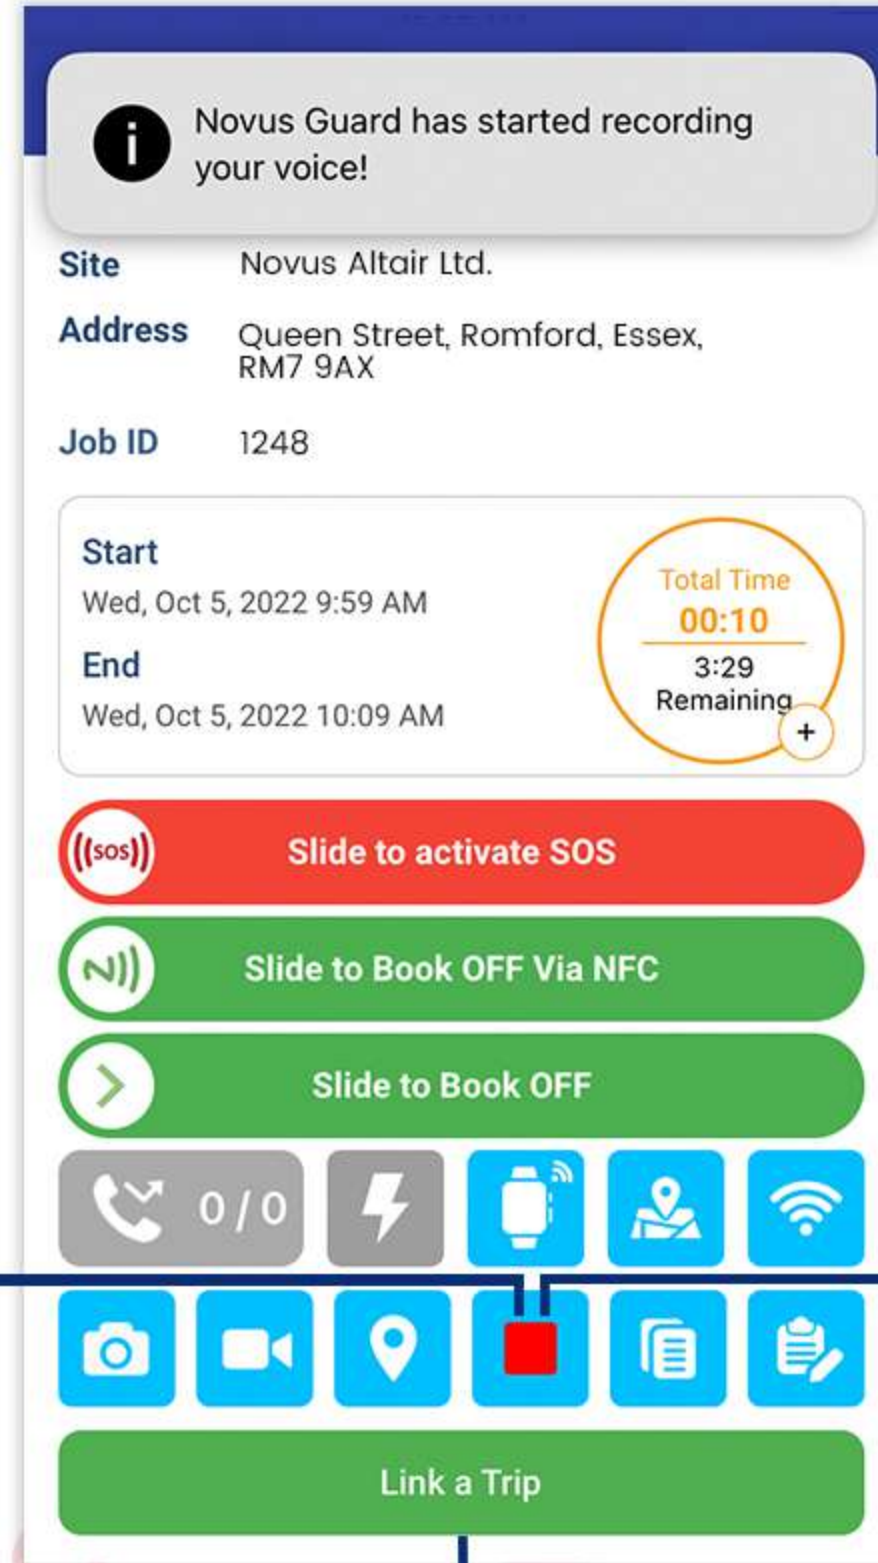 Novus Guard has started recording
your voice!
Site Novus Altair Ltd.
Address Queen Street, Romford, Essex,
RM7 9AX
Job ID 1248
Start
Wed, Oct 5, 2022 9:59 AM
End
Wed, Oct 5, 2022 10:09 AM
Total Time
00:10
3:29
Remaining
+
((SOS)) Slide to activate SOS
Slide to Book OFF Via NFC
Slide to Book OFF
0/0
Link a Trip